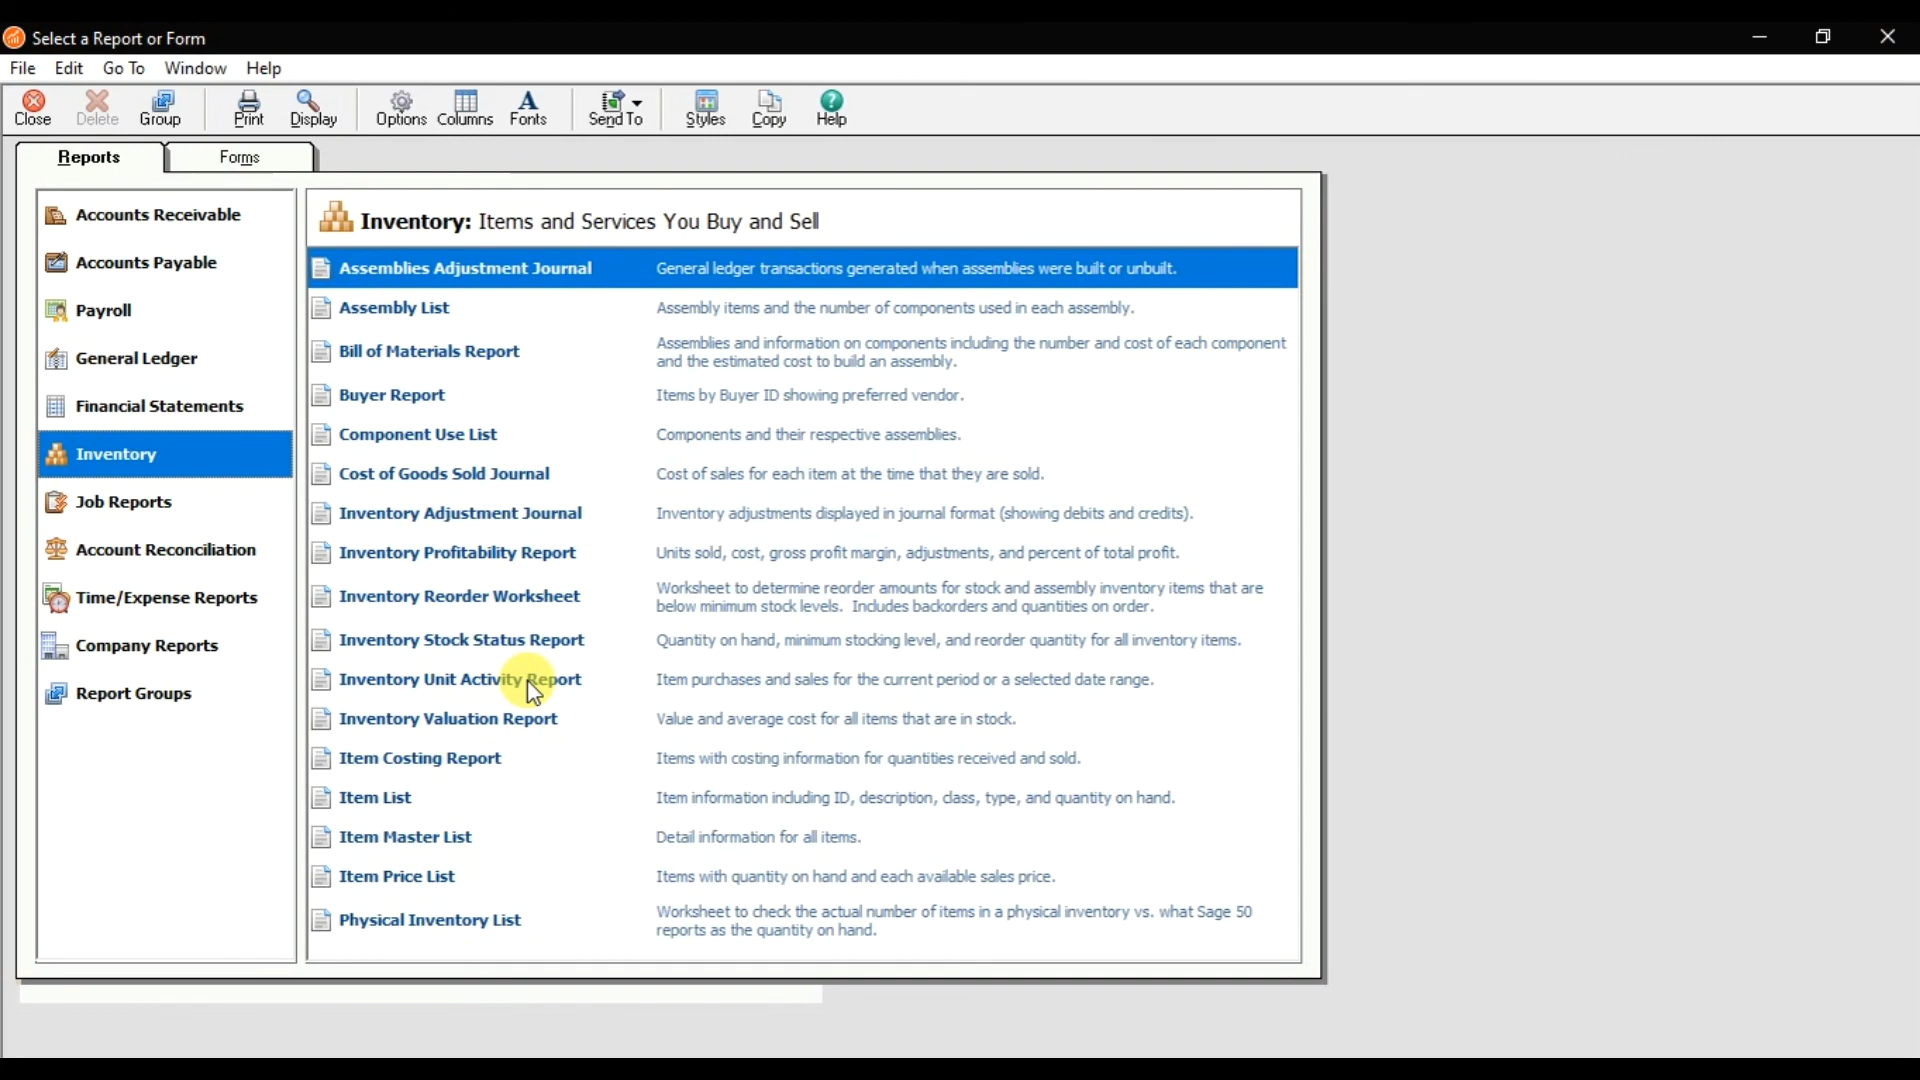 Select a Report or Form
File Edit Go To Window Help
Close Delete Group Print Display Options Columns Fonts Send To Styles Copy Help
Reports Forms
Accounts Receivable
Accounts Payable
Payroll
General Ledger
Financial Statements
Inventory
Job Reports
Account Reconciliation
Time/Expense Reports
Company Reports
Report Groups
Inventory: Items and Services You Buy and Sell
Assemblies Adjustment Journal General ledger transactions generated when assemblies were built or unbuilt.
Assembly List Assembly items and the number of components used in each assembly.
Bill of Materials Report Assemblies and information on components including the number and cost of each component
and the estimated cost to build an assembly.
Buyer Report Items by Buyer ID showing preferred vendor.
Component Use List Components and their respective assemblies.
Cost of Goods Sold Journal Cost of sales for each item at the time that they are sold.
Inventory Adjustment Journal Inventory adjustments displayed in journal format (showing debits and credits).
Inventory Profitability Report Units sold, cost, gross profit margin, adjustments, and percent of total profit.
Inventory Reorder Worksheet Worksheet to determine reorder amounts for stock and assembly inventory items that are
below minimum stock levels. Includes backorders and quantities on order.
Inventory Stock Status Report Quantity on hand, minimum stocking level, and reorder quantity for all inventory items.
Inventory Unit Activity Report Item purchases and sales for the current period or a selected date range.
Inventory Valuation Report Value and average cost for all items that are in stock.
Item Costing Report Items with costing information for quantities received and sold.
Item List Item information including ID, description, class, type, and quantity on hand.
Item Master List Detail information for all items.
Item Price List Items with quantity on hand and each available sales price.
Physical Inventory List Worksheet to check the actual number of items in a physical inventory vs. what Sage 50
reports as the quantity on hand.